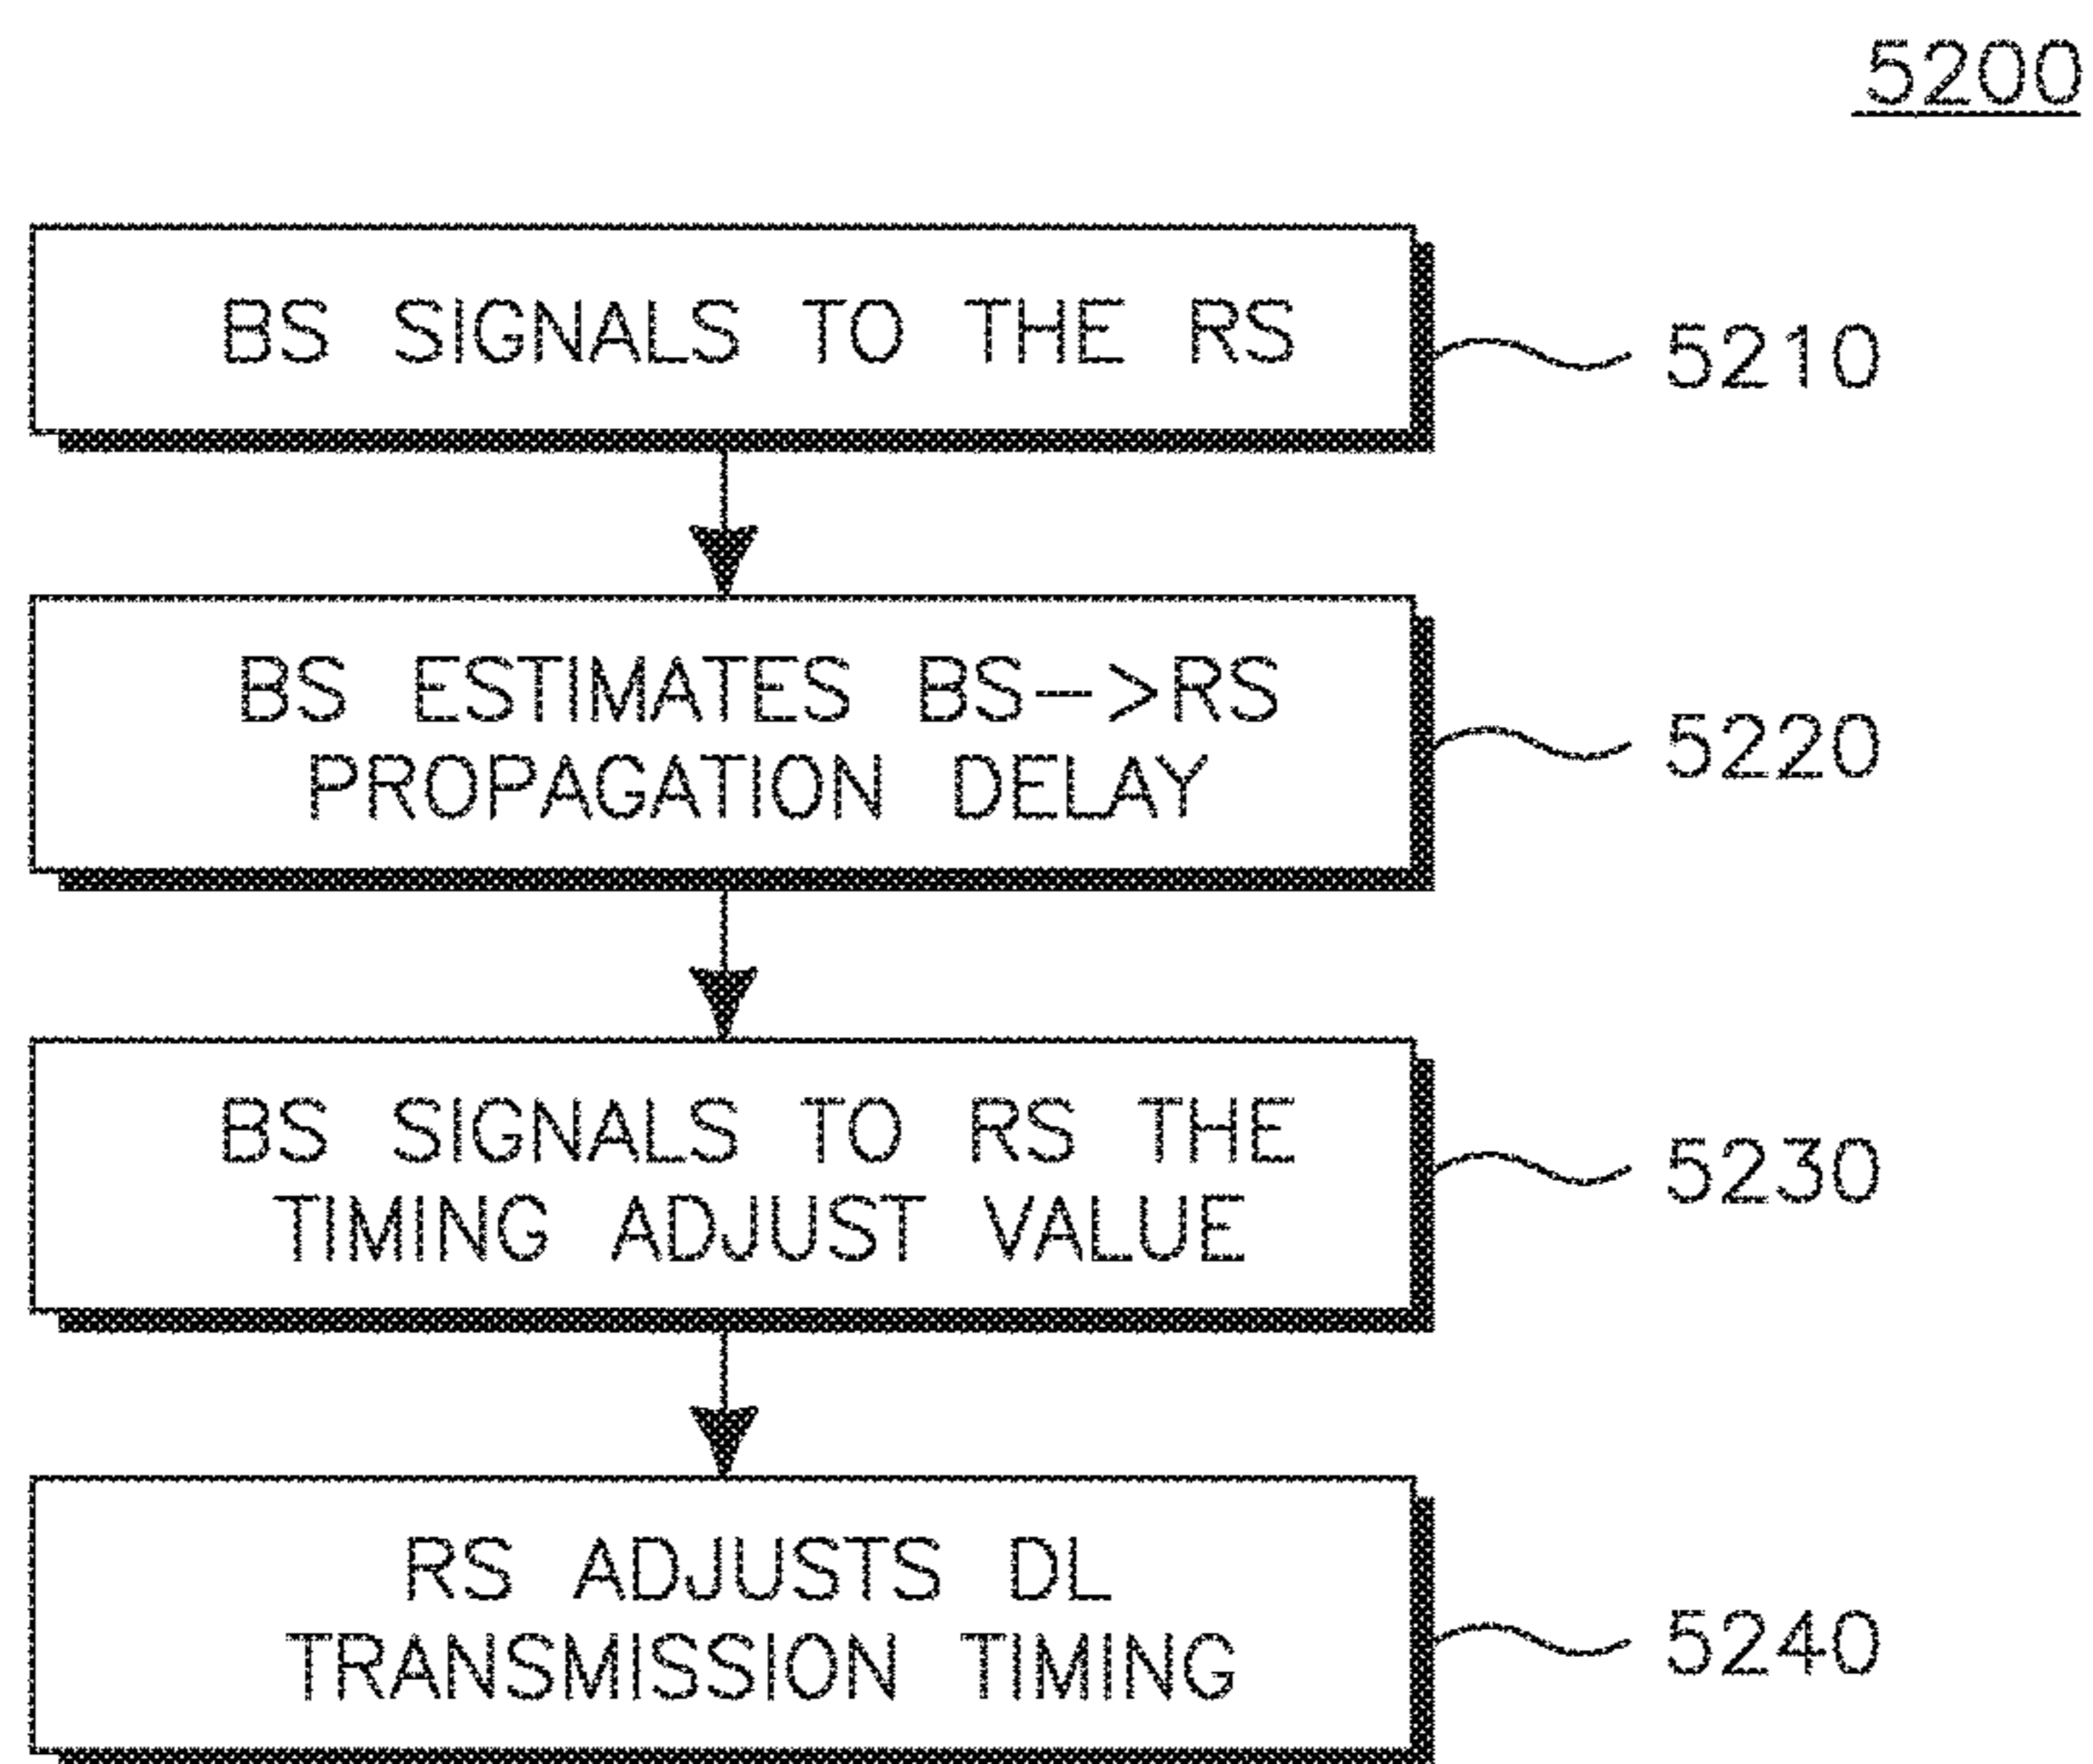 5200
BS SIGNALS TO THE RS
5210
BS ESTIMATES BS-->RS
PROPAGATION DELAY
5220
BS SIGNALS TO RS THE
TIMING ADJUST VALUE
5230
RS ADJUSTS DL
TRANSMISSION TIMING
5240